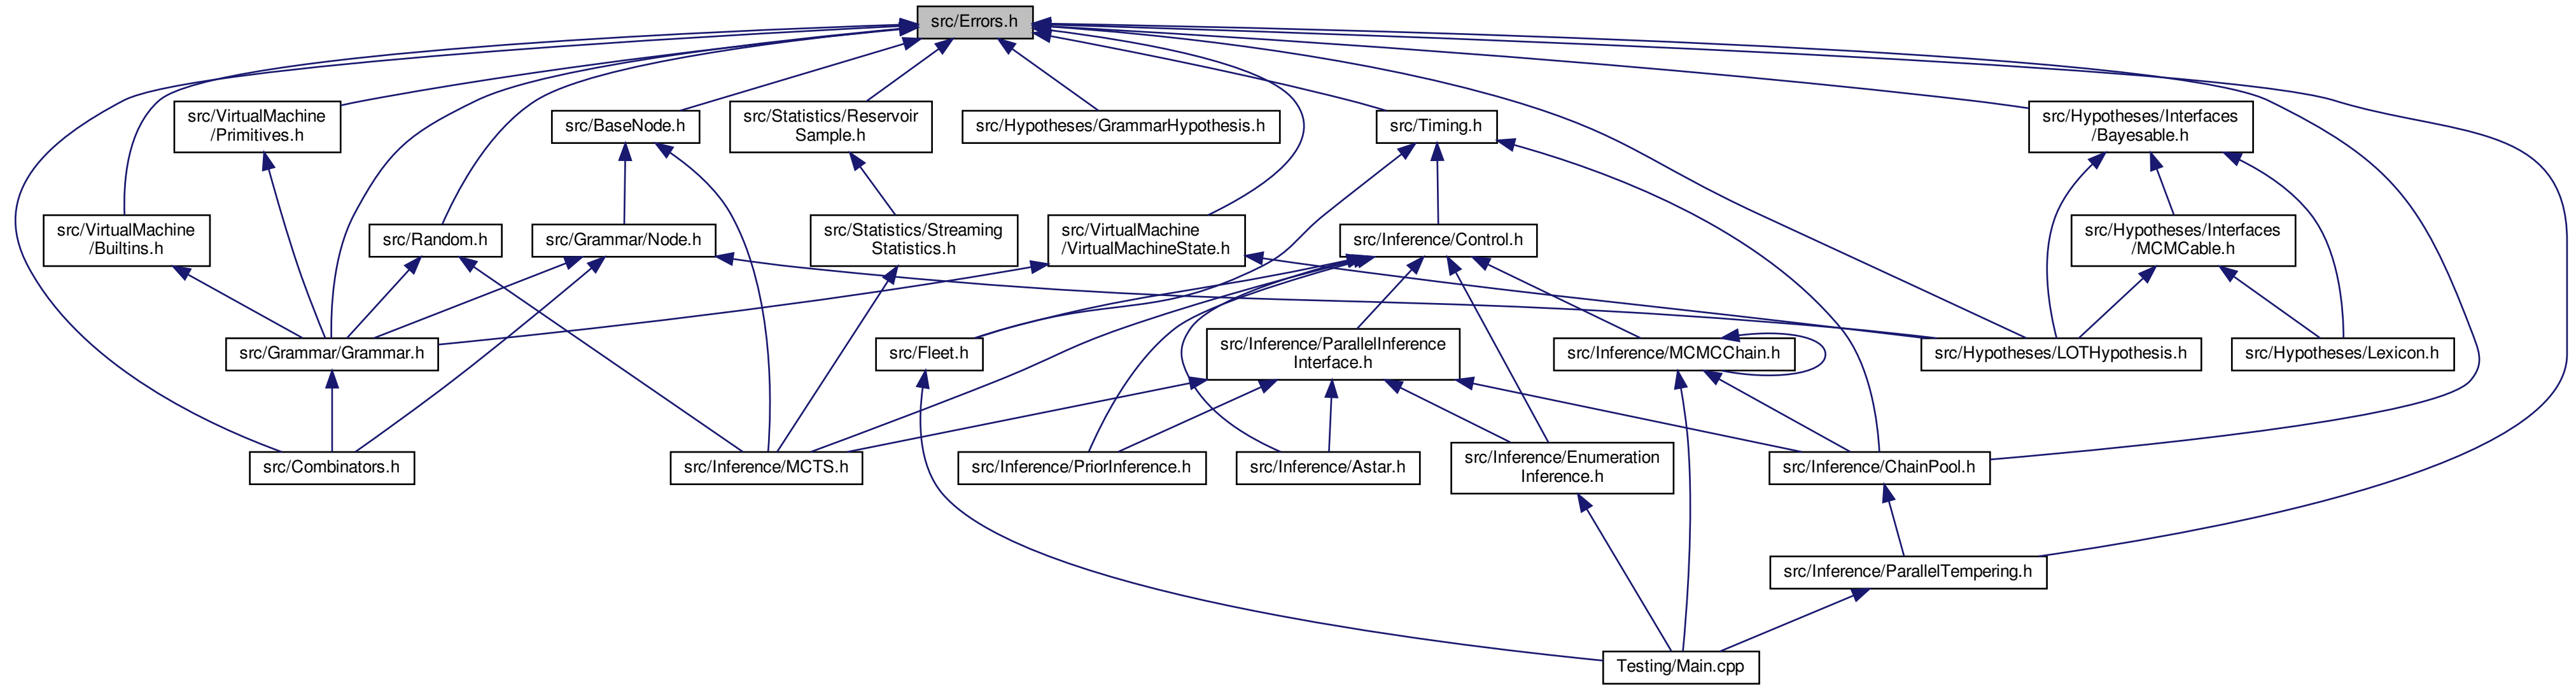 src/Errors.h
src/VirtualMachine
/Primitives.h
src/BaseNode.h
src/Statistics/Reservoir
Sample.h
src/Hypotheses/GrammarHypothesis.h
src/Timing.h
src/Hypotheses/Interfaces
/Bayesable.h
src/VirtualMachine
/Builtins.h
src/Random.h
src/Grammar/Node.h
src/Statistics/Streaming
Statistics.h
src/VirtualMachine
/VirtualMachineState.h
src/Inference/Control.h
src/Hypotheses/Interfaces
/MCMCable.h
src/Grammar/Grammar.h
src/Fleet.h
src/Inference/ParallelInference
Interface.h
src/Inference/MCMCChain.h
src/Hypotheses/LOTHypothesis.h
src/Hypotheses/Lexicon.h
src/Combinators.h
src/Inference/MCTS.h
src/Inference/PriorInference.h
src/Inference/Astar.h
src/Inference/Enumeration
Inference.h
src/Inference/ChainPool.h
src/Inference/ParallelTempering.h
Testing/Main.cpp